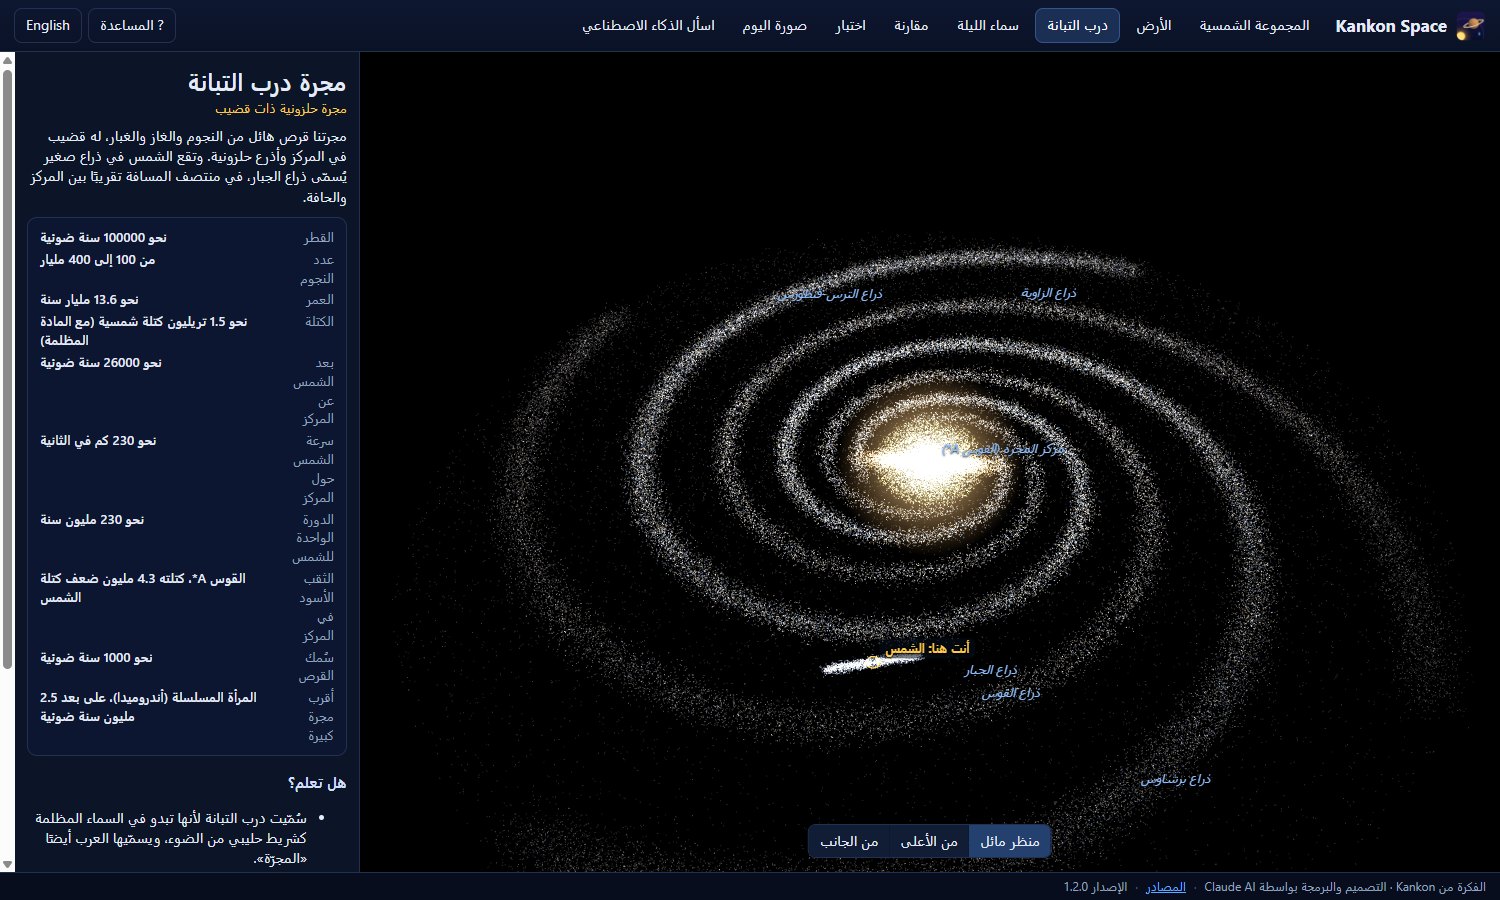 Kankon Space
المجموعة الشمسية
الأرض
درب التبانة
سماء الليلة
مقارنة
اختبار
صورة اليوم
اسأل الذكاء الاصطناعي
? المساعدة
English
مجرة درب التبانة
مجرة حلزونية ذات قضيب
مجرتنا قرص هائل من النجوم والغاز والغبار، له قضيب
في المركز وأذرع حلزونية. وتقع الشمس في ذراع صغير
يُسمّى ذراع الجبار، في منتصف المسافة تقريبًا بين المركز
والحافة.
القطر
نحو 100000 سنة ضوئية
عدد
النجوم
من 100 إلى 400 مليار
العمر
نحو 13.6 مليار سنة
الكتلة
نحو 1.5 تريليون كتلة شمسية (مع المادة
المظلمة)
بعد
الشمس
عن
المركز
نحو 26000 سنة ضوئية
سرعة
الشمس
حول
المركز
نحو 230 كم في الثانية
الدورة
الواحدة
للشمس
نحو 230 مليون سنة
الثقب
الأسود
في
المركز
القوس A*، كتلته 4.3 مليون ضعف كتلة
الشمس
سُمك
القرص
نحو 1000 سنة ضوئية
أقرب
مجرة
كبيرة
المرأة المسلسلة (أندروميدا)، على بعد 2.5
مليون سنة ضوئية
هل تعلم؟
• سُمّيت درب التبانة لأنها تبدو في السماء المظلمة
كشريط حليبي من الضوء، ويسمّيها العرب أيضًا
«المجرّة».
ذراع الترس-قنطورس
ذراع الزاوية
مركز المجرة (القوس A*)
أنت هنا: الشمس
ذراع الجبار
ذراع القوس
ذراع برساوس
منظر مائل
من الأعلى
من الجانب
الفكرة من Kankon · التصميم والبرمجة بواسطة Claude AI · المصادر · الإصدار 1.2.0